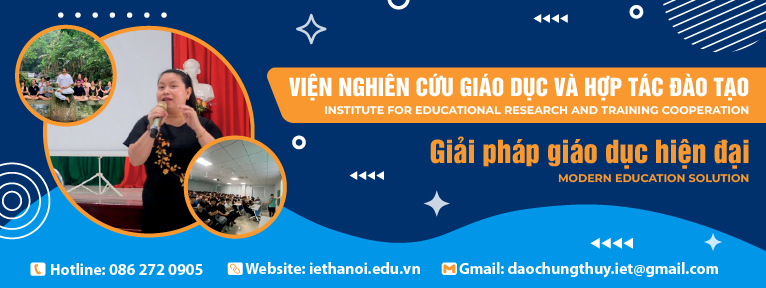 VIỆN NGHIÊN CỨU GIÁO DỤC VÀ HỢP TÁC ĐÀO TẠO
INSTITUTE FOR EDUCATIONAL RESEARCH AND TRAINING COOPERATION
Giải pháp giáo dục hiện đại
MODERN EDUCATION SOLUTION
Hotline: 086 272 0905 Website: iethanoi.edu.vn Gmail: daochungthuy.iet@gmail.com